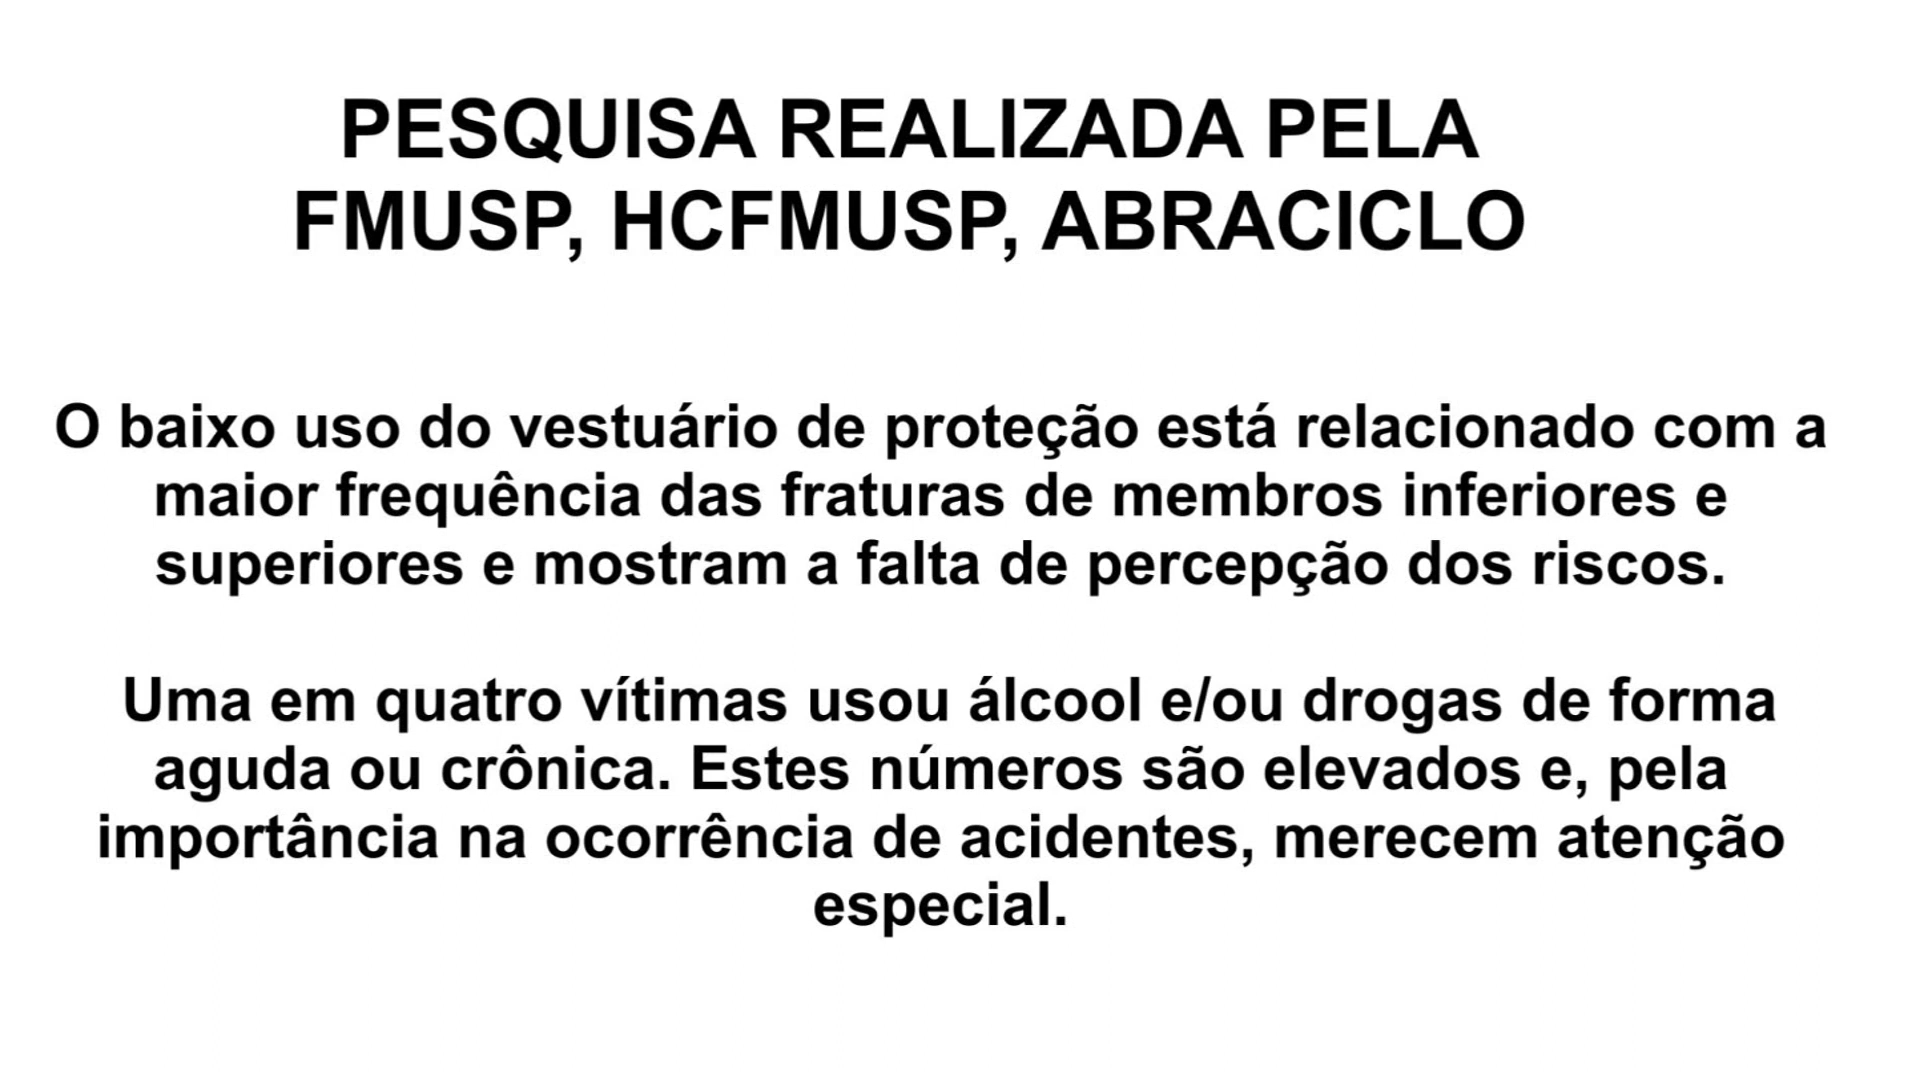 PESQUISA REALIZADA PELA
FMUSP, HCFMUSP, ABRACICLO
O baixo uso do vestuário de proteção está relacionado com a
maior frequência das fraturas de membros inferiores e
superiores e mostram a falta de percepção dos riscos.
Uma em quatro vítimas usou álcool e/ou drogas de forma
aguda ou crônica. Estes números são elevados e, pela
importância na ocorrência de acidentes, merecem atenção
especial.